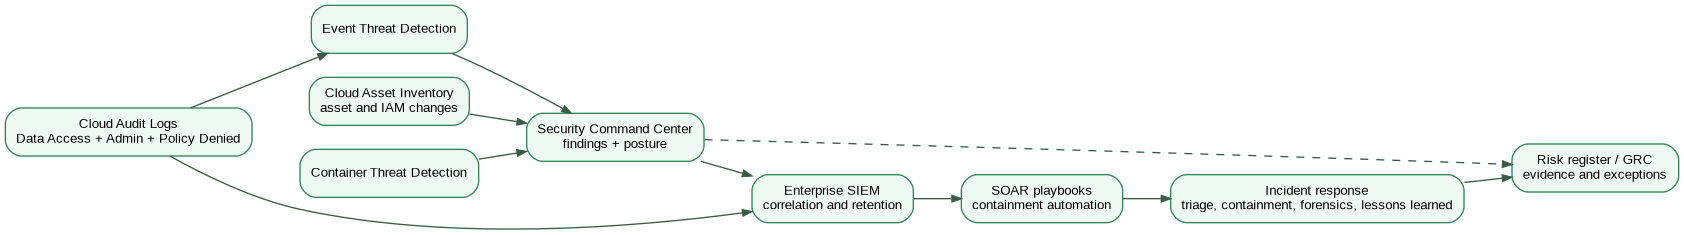 Event Threat Detection
Cloud Asset Inventory
asset and IAM changes
Cloud Audit Logs
Data Access + Admin + Policy Denied
Container Threat Detection
Security Command Center
findings + posture
Enterprise SIEM
correlation and retention
SOAR playbooks
containment automation
Incident response
triage, containment, forensics, lessons learned
Risk register / GRC
evidence and exceptions